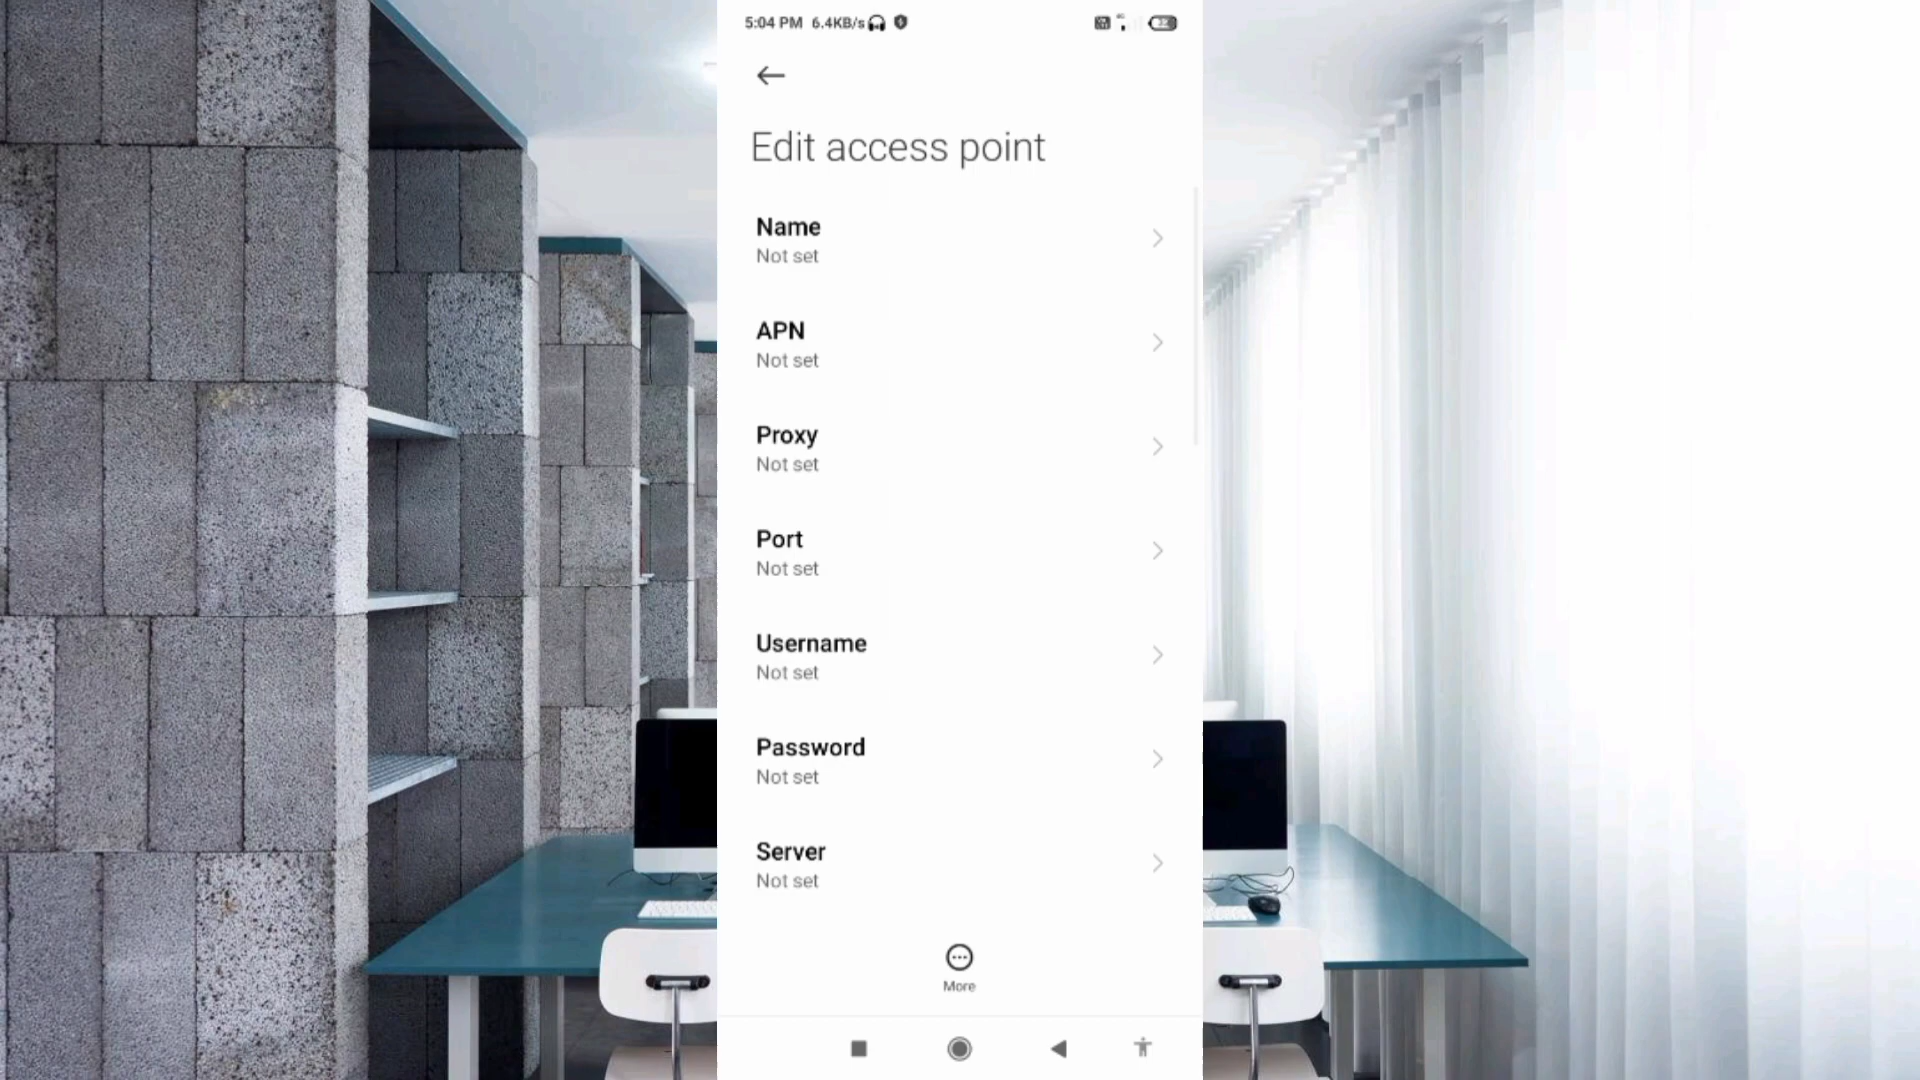 5:04 PM 6.4KB/s
Edit access point
Name
Not set
APN
Not set
Proxy
Not set
Port
Not set
Username
Not set
Password
Not set
Server
Not set
More